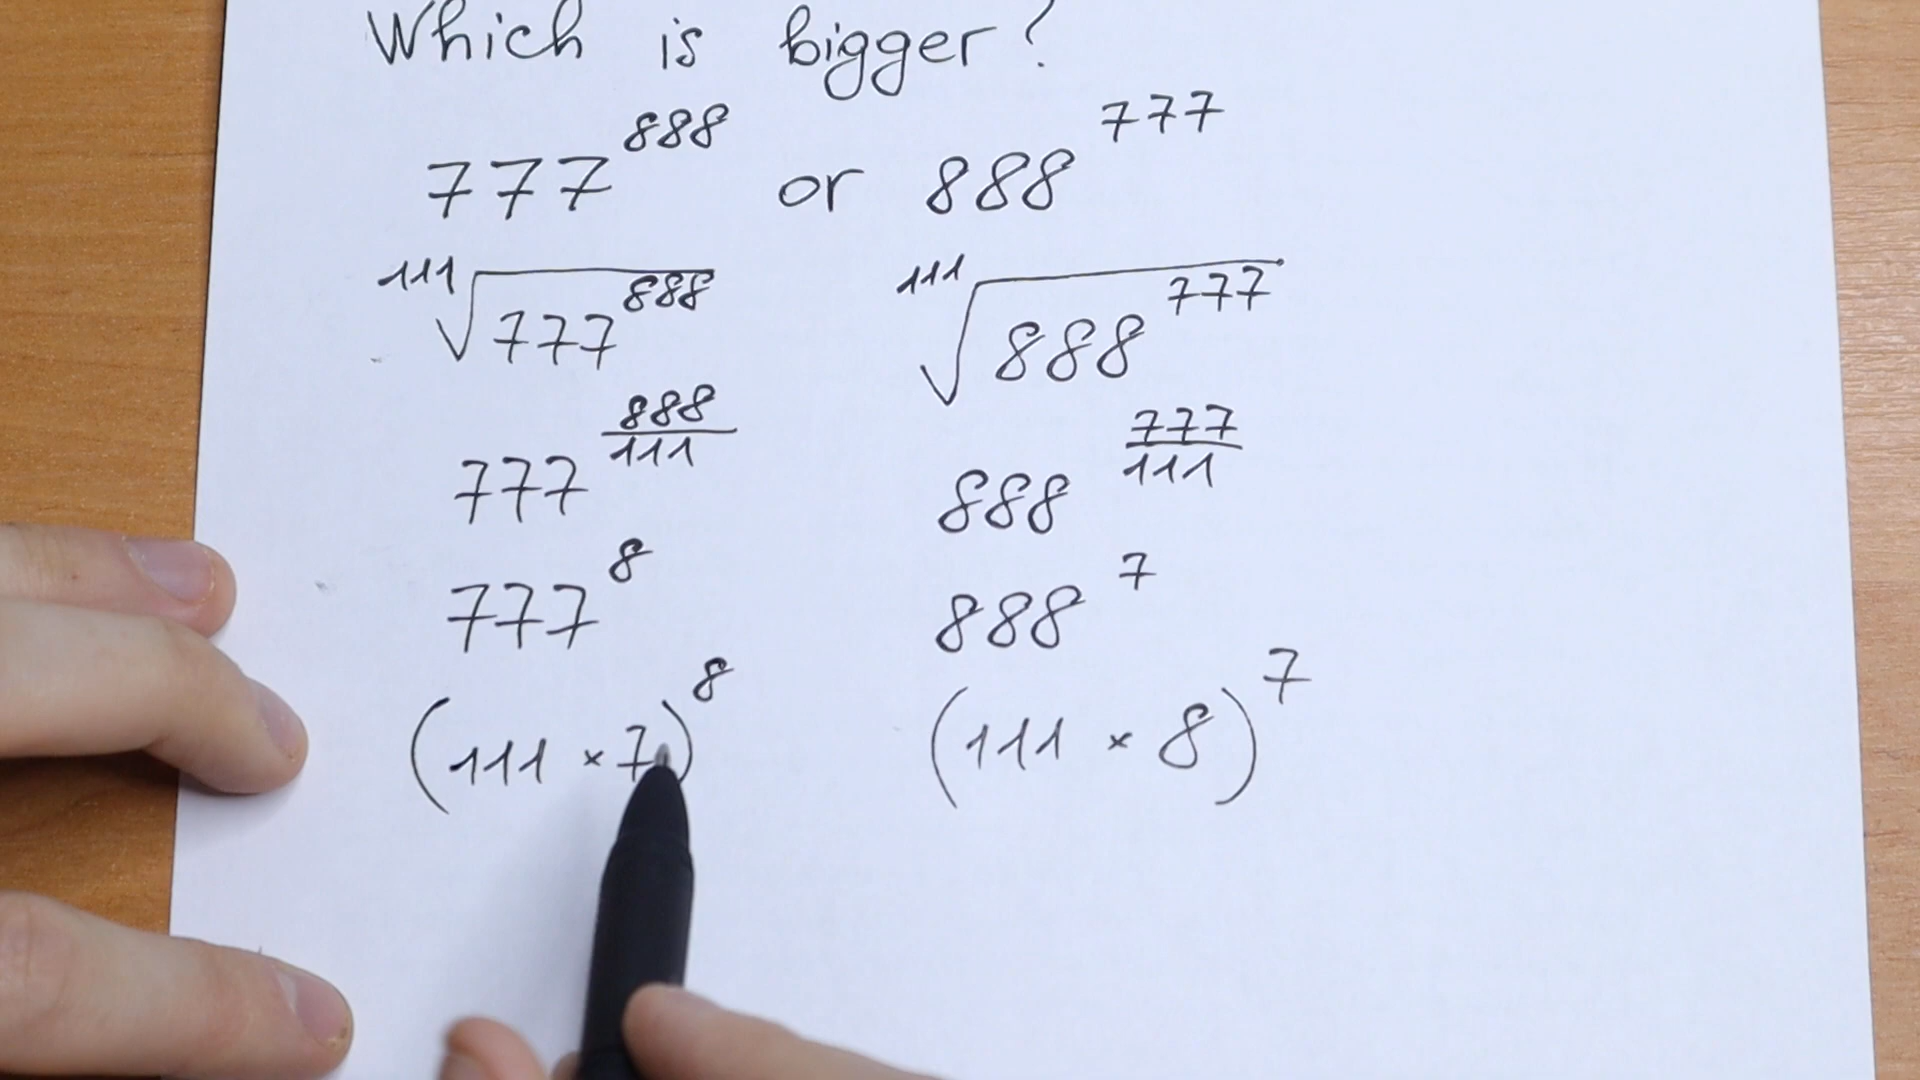 Which is bigger?
777^888 or 888^777
¹¹¹√777^888 ¹¹¹√888^777
777^(888/111) 888^(777/111)
777^8 888^7
(111 × 7)^8 (111 × 8)^7